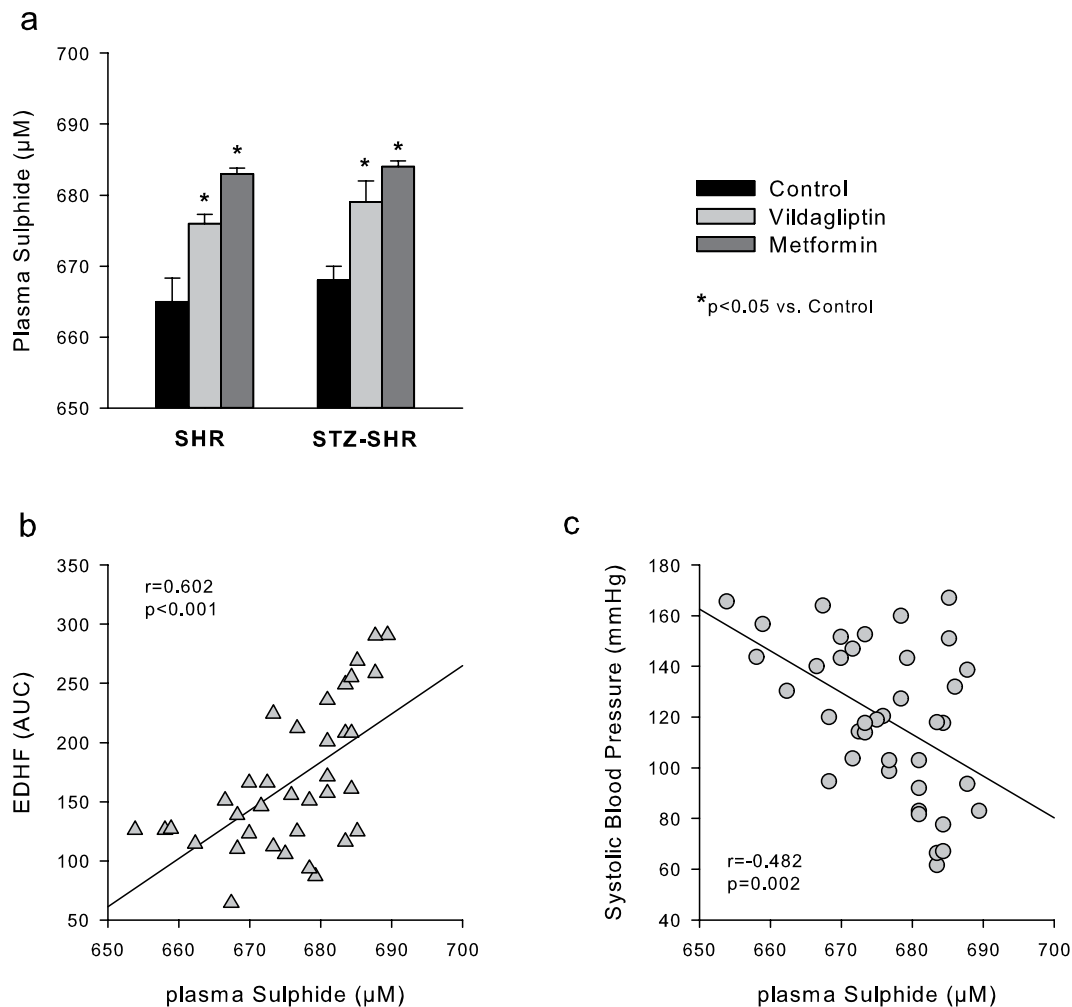 a
700
690
680
670
660
650
Plasma Sulphide (µM)
*
*
*
*
SHR
STZ-SHR
Control
Vildagliptin
Metformin
*p<0.05 vs. Control
b
350
300
250
200
150
100
50
EDHF (AUC)
r=0.602
p<0.001
650
660
670
680
690
700
plasma Sulphide (µM)
c
180
160
140
120
100
80
60
40
Systolic Blood Pressure (mmHg)
r=-0.482
p=0.002
650
660
670
680
690
700
plasma Sulphide (µM)